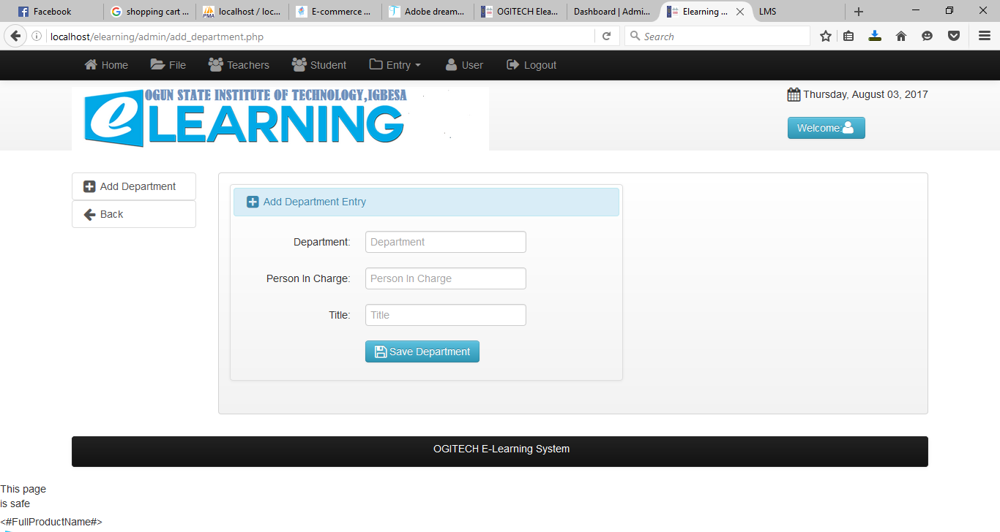 Facebook
shopping cart ...
localhost / loc...
E-commerce ...
Adobe dream...
OGITECH Elea...
Dashboard | Admi...
Elearning ...
LMS
localhost/elearning/admin/add_department.php
Search
Home File Teachers Student Entry User Logout
OGUN STATE INSTITUTE OF TECHNOLOGY,IGBESA
eLEARNING
Thursday, August 03, 2017
Welcome:
Add Department
Back
Add Department Entry
Department: Department
Person In Charge: Person In Charge
Title: Title
Save Department
OGITECH E-Learning System
This page
is safe
<#FullProductName#>